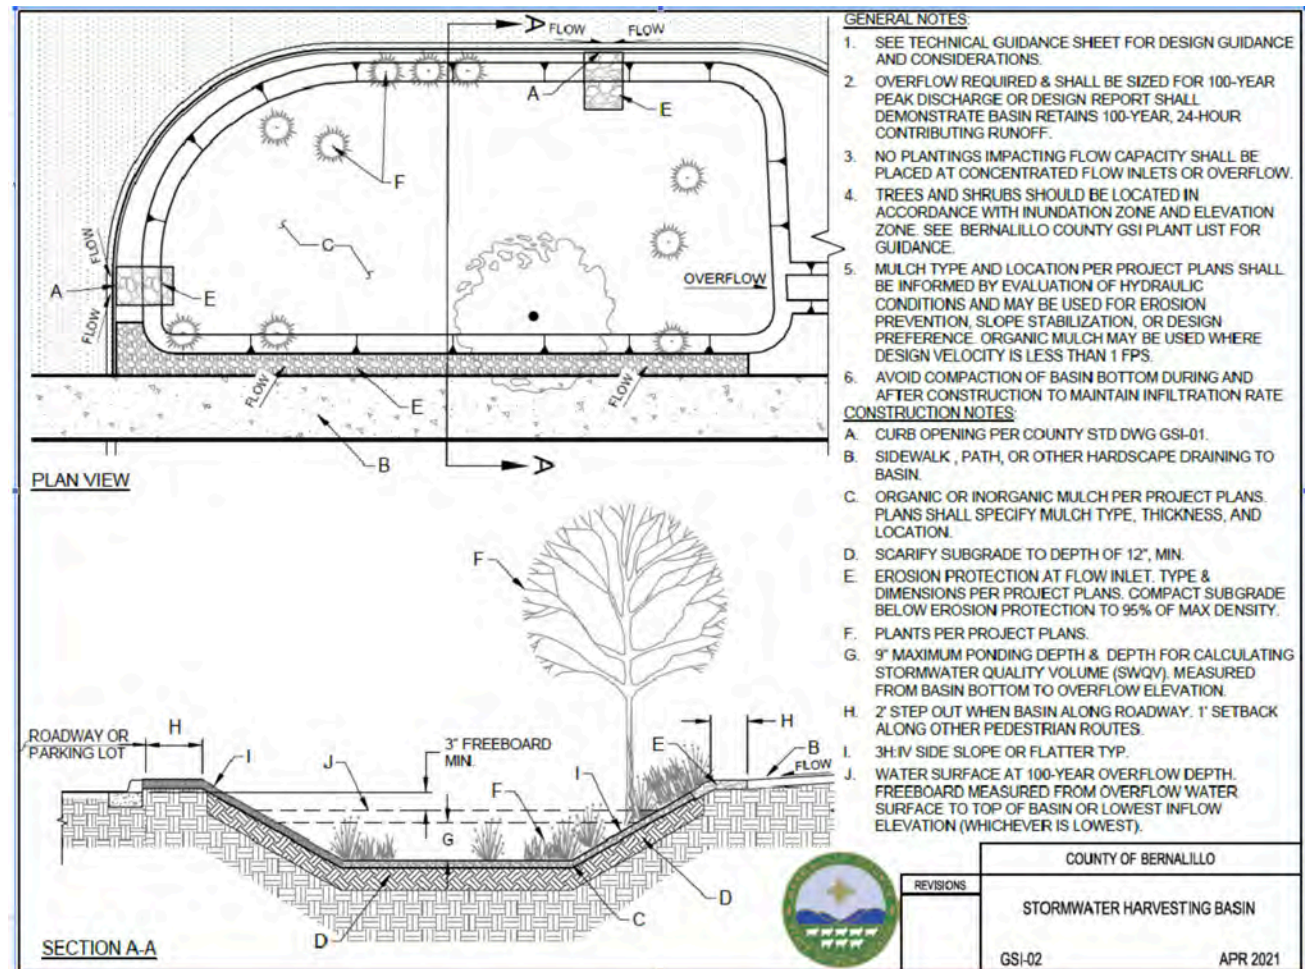 A
FLOW
FLOW
A
E
F
FLOW
C
A
E
FLOW
OVERFLOW
FLOW
FLOW
E
B
A
PLAN VIEW
F
H
ROADWAY OR
PARKING LOT
I
J
3" FREEBOARD
MIN.
F
G
I
E
H
B
FLOW
D
D
C
SECTION A-A
GENERAL NOTES:
1. SEE TECHNICAL GUIDANCE SHEET FOR DESIGN GUIDANCE
AND CONSIDERATIONS.
2. OVERFLOW REQUIRED & SHALL BE SIZED FOR 100-YEAR
PEAK DISCHARGE OR DESIGN REPORT SHALL
DEMONSTRATE BASIN RETAINS 100-YEAR, 24-HOUR
CONTRIBUTING RUNOFF.
3. NO PLANTINGS IMPACTING FLOW CAPACITY SHALL BE
PLACED AT CONCENTRATED FLOW INLETS OR OVERFLOW.
4. TREES AND SHRUBS SHOULD BE LOCATED IN
ACCORDANCE WITH INUNDATION ZONE AND ELEVATION
ZONE. SEE BERNALILLO COUNTY GSI PLANT LIST FOR
GUIDANCE.
5. MULCH TYPE AND LOCATION PER PROJECT PLANS SHALL
BE INFORMED BY EVALUATION OF HYDRAULIC
CONDITIONS AND MAY BE USED FOR EROSION
PREVENTION, SLOPE STABILIZATION, OR DESIGN
PREFERENCE. ORGANIC MULCH MAY BE USED WHERE
DESIGN VELOCITY IS LESS THAN 1 FPS.
6. AVOID COMPACTION OF BASIN BOTTOM DURING AND
AFTER CONSTRUCTION TO MAINTAIN INFILTRATION RATE
CONSTRUCTION NOTES:
A. CURB OPENING PER COUNTY STD DWG GSI-01.
B. SIDEWALK , PATH, OR OTHER HARDSCAPE DRAINING TO
BASIN.
C. ORGANIC OR INORGANIC MULCH PER PROJECT PLANS.
PLANS SHALL SPECIFY MULCH TYPE, THICKNESS, AND
LOCATION.
D. SCARIFY SUBGRADE TO DEPTH OF 12", MIN.
E. EROSION PROTECTION AT FLOW INLET. TYPE &
DIMENSIONS PER PROJECT PLANS. COMPACT SUBGRADE
BELOW EROSION PROTECTION TO 95% OF MAX DENSITY.
F. PLANTS PER PROJECT PLANS.
G. 9" MAXIMUM PONDING DEPTH & DEPTH FOR CALCULATING
STORMWATER QUALITY VOLUME (SWQV). MEASURED
FROM BASIN BOTTOM TO OVERFLOW ELEVATION.
H. 2' STEP OUT WHEN BASIN ALONG ROADWAY. 1' SETBACK
ALONG OTHER PEDESTRIAN ROUTES.
I. 3H:IV SIDE SLOPE OR FLATTER TYP.
J. WATER SURFACE AT 100-YEAR OVERFLOW DEPTH.
FREEBOARD MEASURED FROM OVERFLOW WATER
SURFACE TO TOP OF BASIN OR LOWEST INFLOW
ELEVATION (WHICHEVER IS LOWEST).
COUNTY OF BERNALILLO
REVISIONS
STORMWATER HARVESTING BASIN
GSI-02 APR 2021